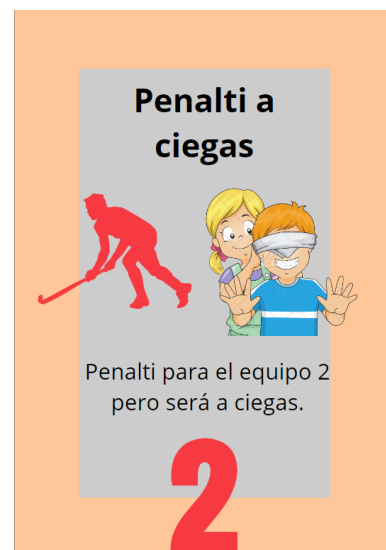 Penalti a
ciegas
Penalti para el equipo 2
pero será a ciegas.
2